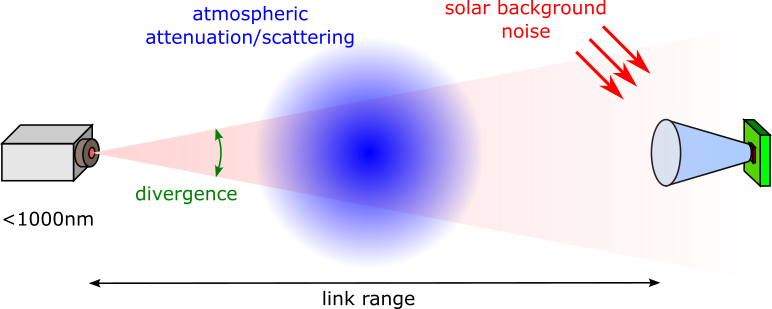 atmospheric
attenuation/scattering
solar background
noise
divergence
<1000nm
link range